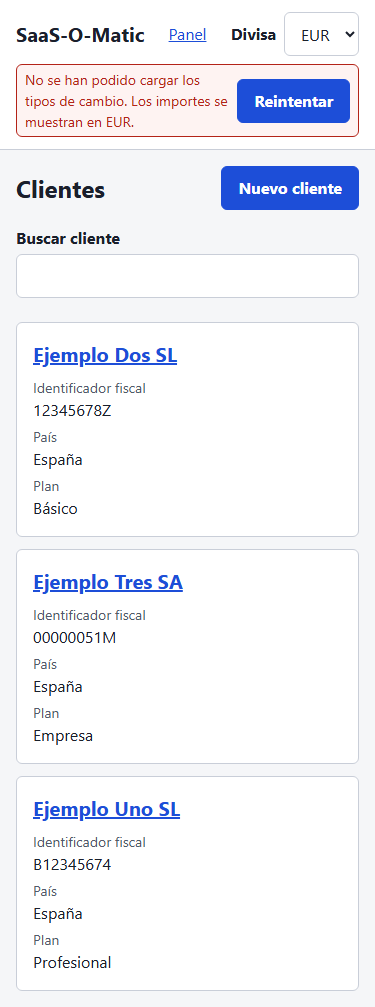 SaaS-O-Matic Panel Divisa EUR
No se han podido cargar los
tipos de cambio. Los importes se
muestran en EUR.
Reintentar
Clientes
Nuevo cliente
Buscar cliente
Ejemplo Dos SL
Identificador fiscal
12345678Z
País
España
Plan
Básico
Ejemplo Tres SA
Identificador fiscal
00000051M
País
España
Plan
Empresa
Ejemplo Uno SL
Identificador fiscal
B12345674
País
España
Plan
Profesional